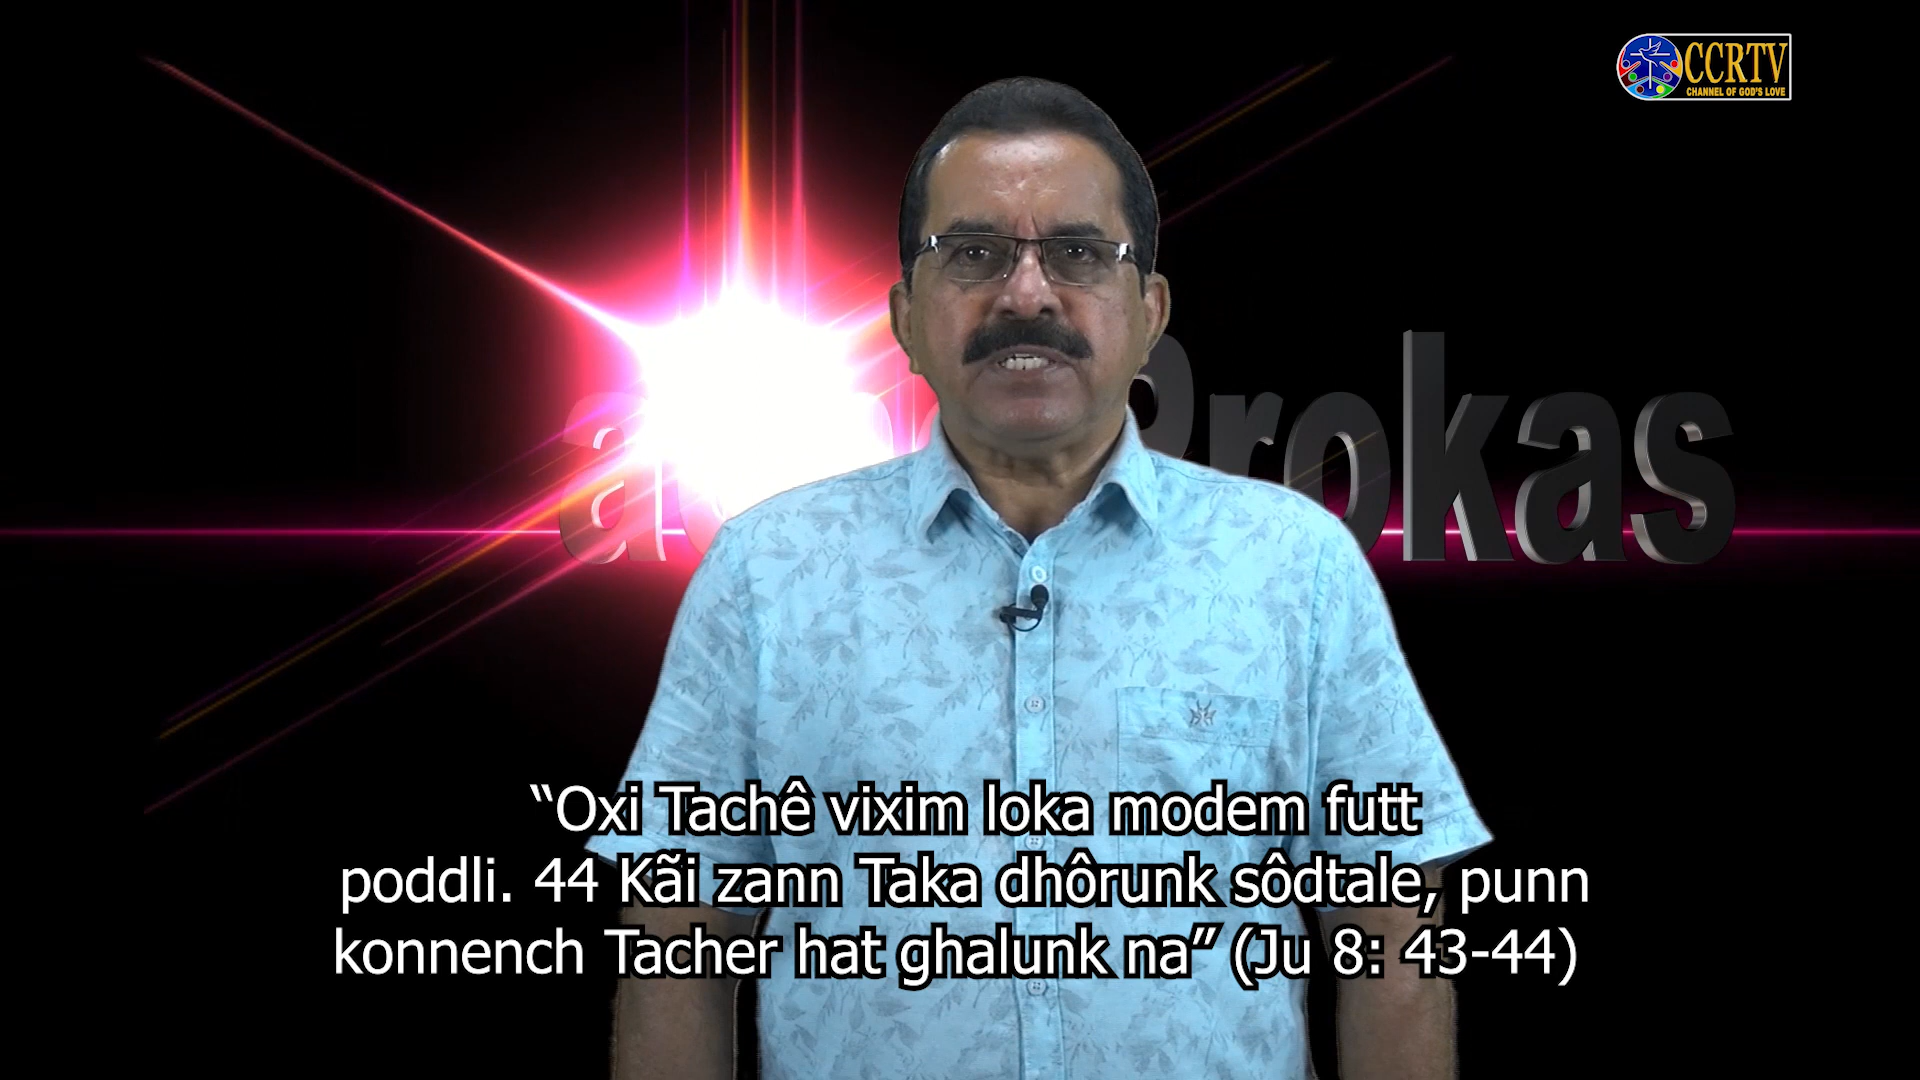 CCRTV
CHANNEL OF GOD'S LOVE
Prokas
“Oxi Tachê vixim loka modem futt
poddli. 44 Kãi zann Taka dhôrunk sôdtale, punn
konnench Tacher hat ghalunk na” (Ju 8: 43-44)